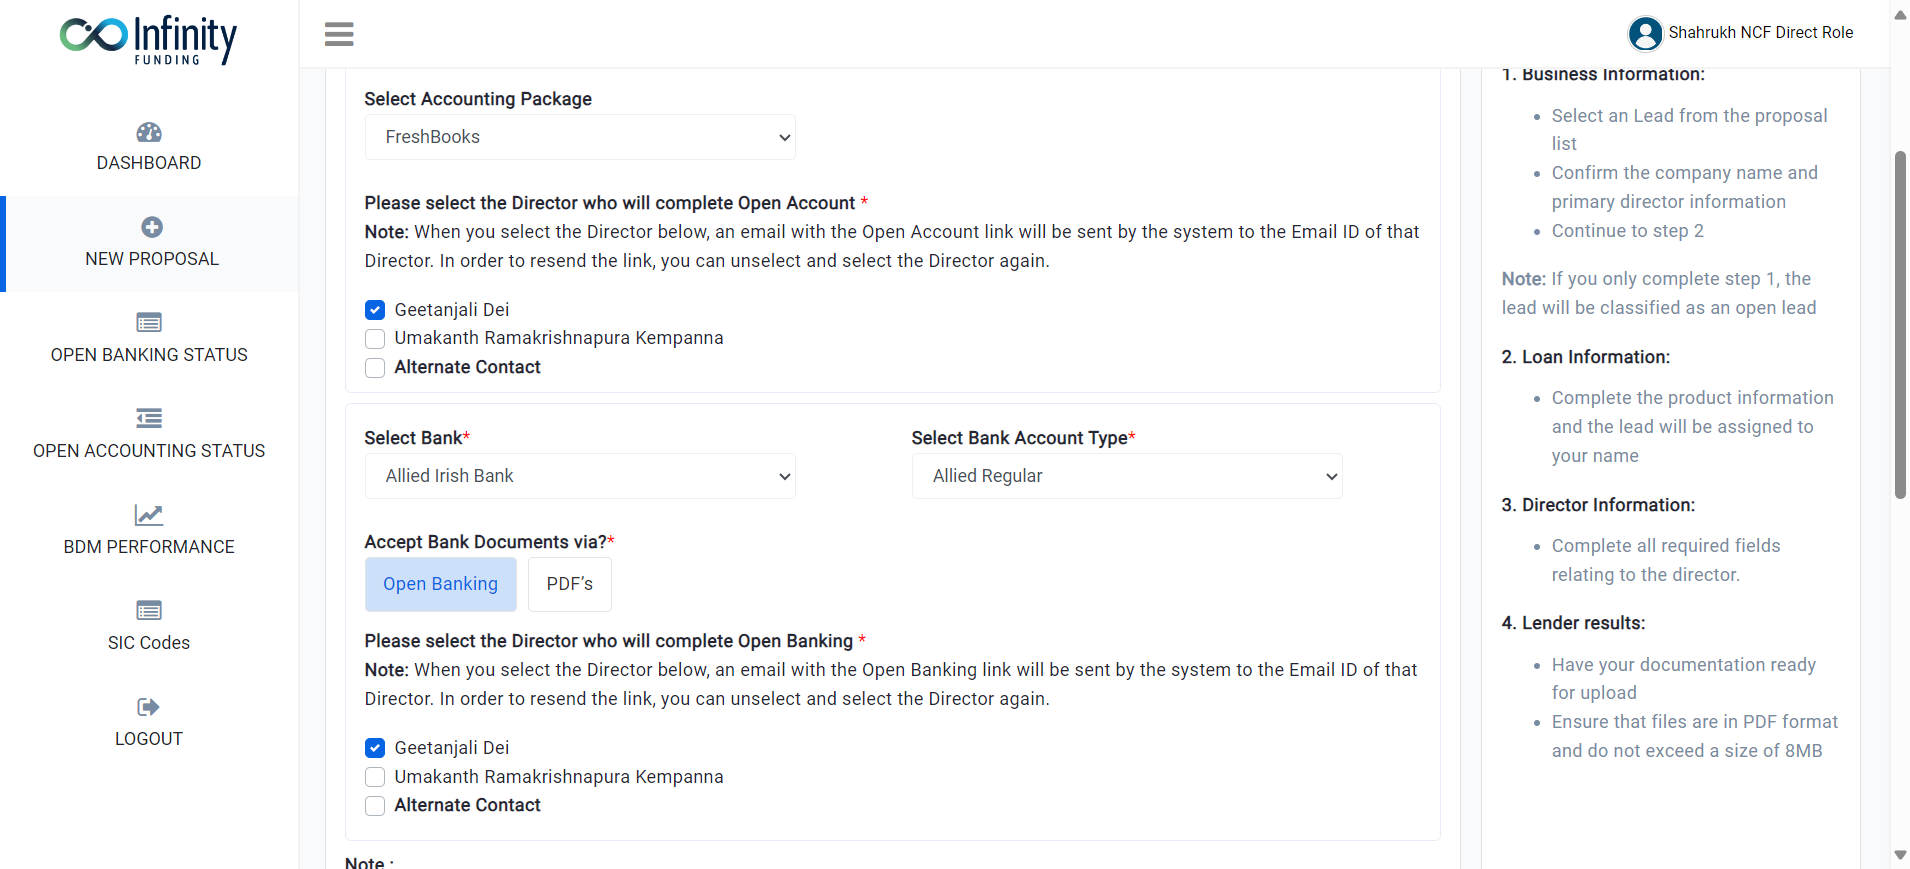 Infinity
FUNDING
Shahrukh NCF Direct Role
DASHBOARD
NEW PROPOSAL
OPEN BANKING STATUS
OPEN ACCOUNTING STATUS
BDM PERFORMANCE
SIC Codes
LOGOUT
Select Accounting Package
FreshBooks
Please select the Director who will complete Open Account *
Note: When you select the Director below, an email with the Open Account link will be sent by the system to the Email ID of that
Director. In order to resend the link, you can unselect and select the Director again.
Geetanjali Dei
Umakanth Ramakrishnapura Kempanna
Alternate Contact
Select Bank*
Allied Irish Bank
Select Bank Account Type*
Allied Regular
Accept Bank Documents via?*
Open Banking
PDF’s
Please select the Director who will complete Open Banking *
Note: When you select the Director below, an email with the Open Banking link will be sent by the system to the Email ID of that
Director. In order to resend the link, you can unselect and select the Director again.
Geetanjali Dei
Umakanth Ramakrishnapura Kempanna
Alternate Contact
Note :
1. Business Information:
Select an Lead from the proposal
list
Confirm the company name and
primary director information
Continue to step 2
Note: If you only complete step 1, the
lead will be classified as an open lead
2. Loan Information:
Complete the product information
and the lead will be assigned to
your name
3. Director Information:
Complete all required fields
relating to the director.
4. Lender results:
Have your documentation ready
for upload
Ensure that files are in PDF format
and do not exceed a size of 8MB